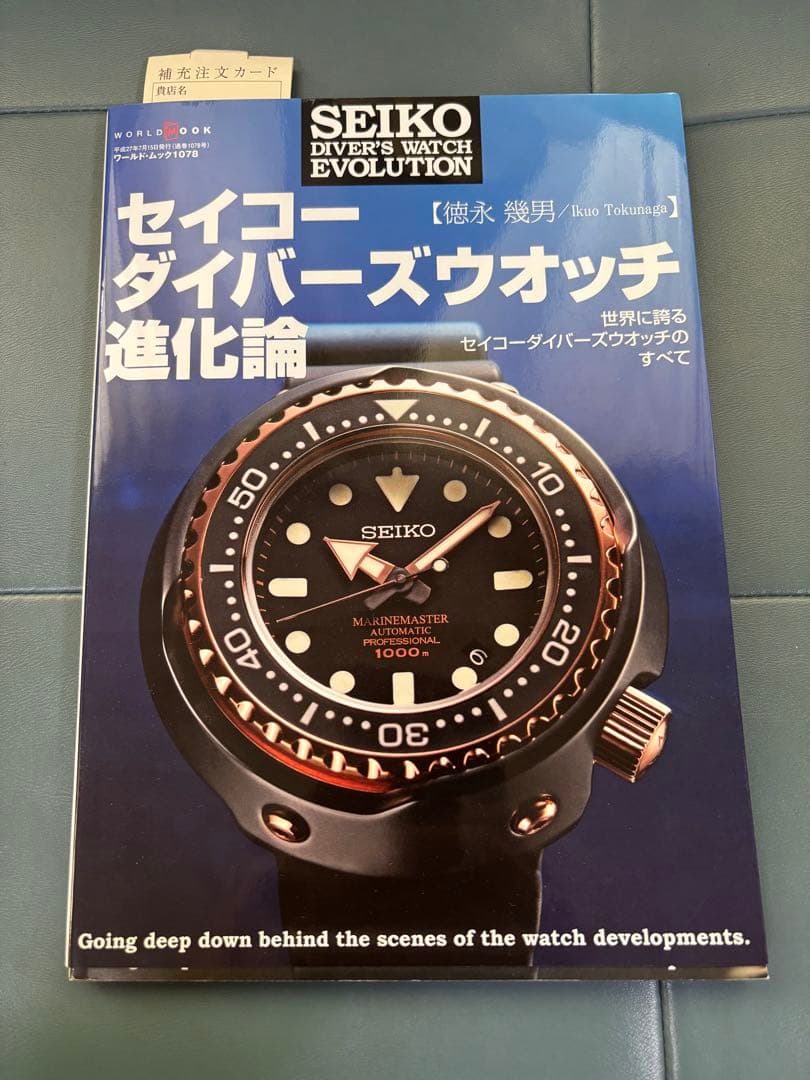 補充注文カード
貴店名
WORLD MOOK
平成27年7月15日発行(通巻1078号)
ワールド・ムック1078
SEIKO
DIVER'S WATCH
EVOLUTION
【徳永 幾男/Ikuo Tokunaga】
セイコー
ダイバーズウオッチ
進化論
世界に誇る
セイコーダイバーズウオッチの
すべて
50
10
SEIKO
MARINEMASTER
AUTOMATIC
PROFESSIONAL
1000m
40
20
30
Going deep down behind the scenes of the watch developments.